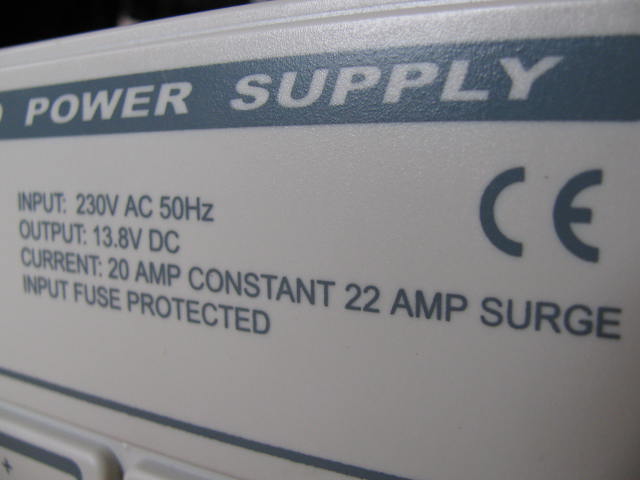 POWER SUPPLY
INPUT: 230V AC 50Hz
OUTPUT: 13.8V DC
CURRENT: 20 AMP CONSTANT 22 AMP SURGE
INPUT FUSE PROTECTED
CE
+